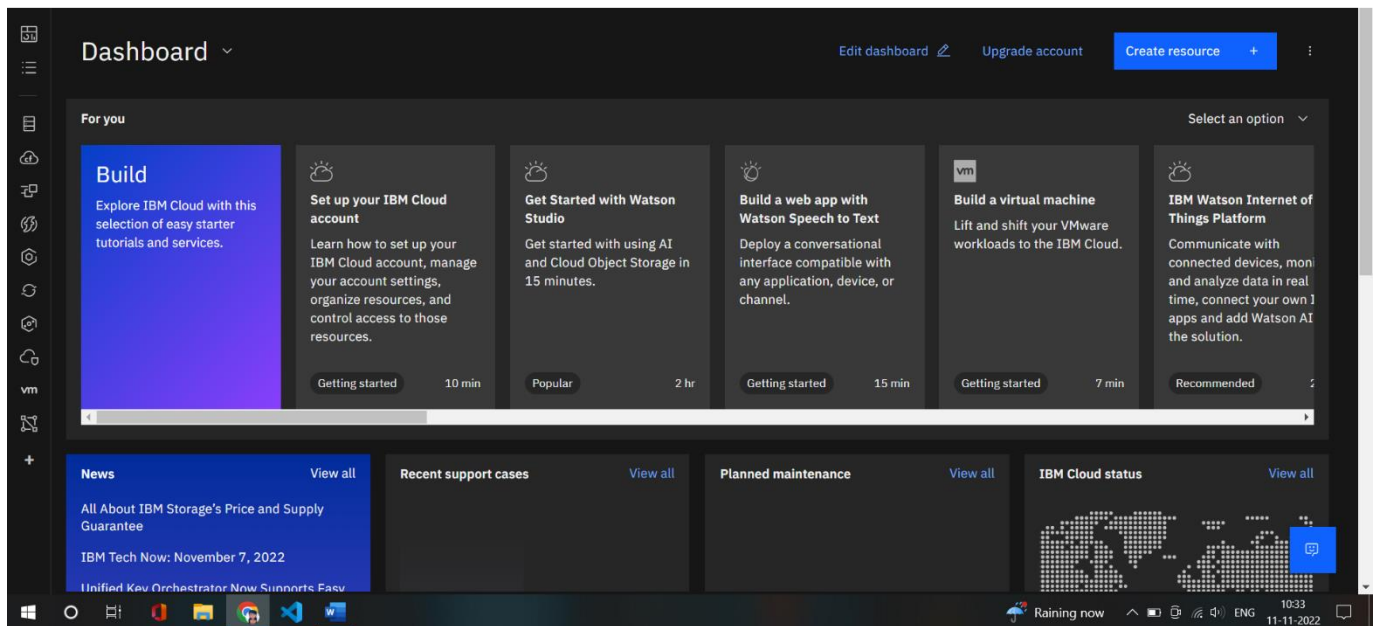 Dashboard
Edit dashboard
Upgrade account
Create resource +
For you
Select an option
Build
Explore IBM Cloud with this
selection of easy starter
tutorials and services.
Set up your IBM Cloud
account
Learn how to set up your
IBM Cloud account, manage
your account settings,
organize resources, and
control access to those
resources.
Getting started
10 min
Get Started with Watson
Studio
Get started with using AI
and Cloud Object Storage in
15 minutes.
Popular
2 hr
Build a web app with
Watson Speech to Text
Deploy a conversational
interface compatible with
any application, device, or
channel.
Getting started
15 min
vm
Build a virtual machine
Lift and shift your VMware
workloads to the IBM Cloud.
Getting started
7 min
IBM Watson Internet of
Things Platform
Communicate with
connected devices, moni
and analyze data in real
time, connect your own I
apps and add Watson AI
the solution.
Recommended
2
vm
+
News
View all
All About IBM Storage's Price and Supply
Guarantee
IBM Tech Now: November 7, 2022
Unified Key Orchestrator Now Supports Easy
Recent support cases
View all
Planned maintenance
View all
IBM Cloud status
View all
Raining now
ENG
10:33
11-11-2022